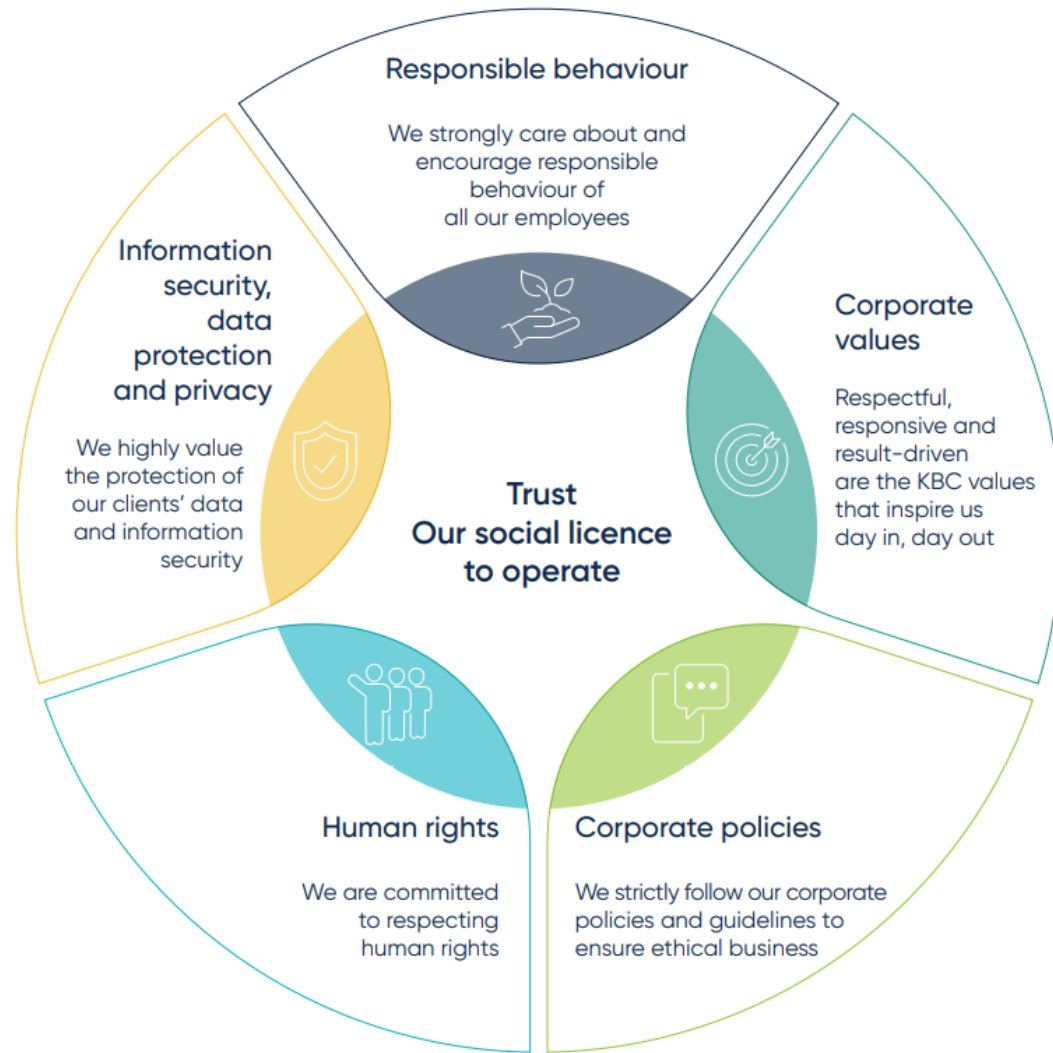 Responsible behaviour
We strongly care about and
encourage responsible
behaviour of
all our employees
Information
security,
data
protection
and privacy
We highly value
the protection of
our clients' data
and information
security
Corporate
values
Respectful,
responsive and
result-driven
are the KBC values
that inspire us
day in, day out
Trust
Our social licence
to operate
Human rights
We are committed
to respecting
human rights
Corporate policies
We strictly follow our corporate
policies and guidelines to
ensure ethical business